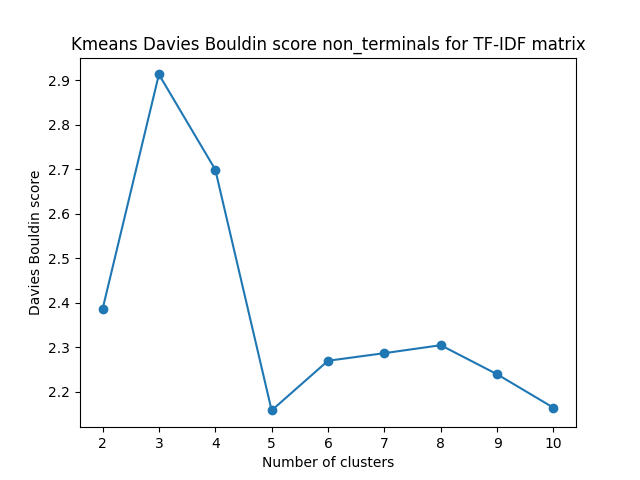 Kmeans Davies Bouldin score non_terminals for TF-IDF matrix
2.9
2.8
2.7
2.6
2.5
2.4
2.3
2.2
Davies Bouldin score
2 3 4 5 6 7 8 9 10
Number of clusters